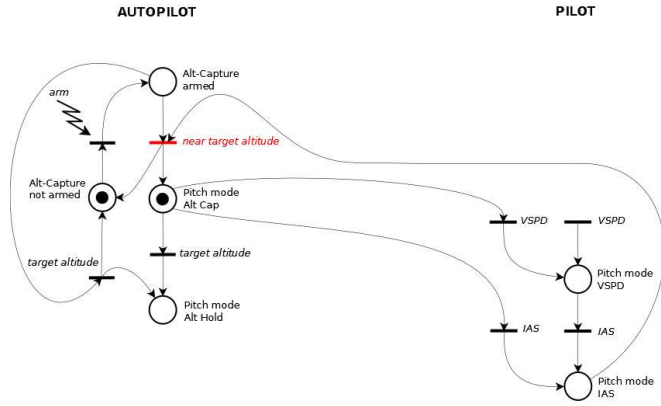 AUTOPILOT
PILOT
Alt-Capture
armed
arm
near target altitude
Alt-Capture
not armed
Pitch mode
Alt Cap
VSPD
VSPD
target altitude
target altitude
Pitch mode
VSPD
Pitch mode
Alt Hold
IAS
IAS
Pitch mode
IAS